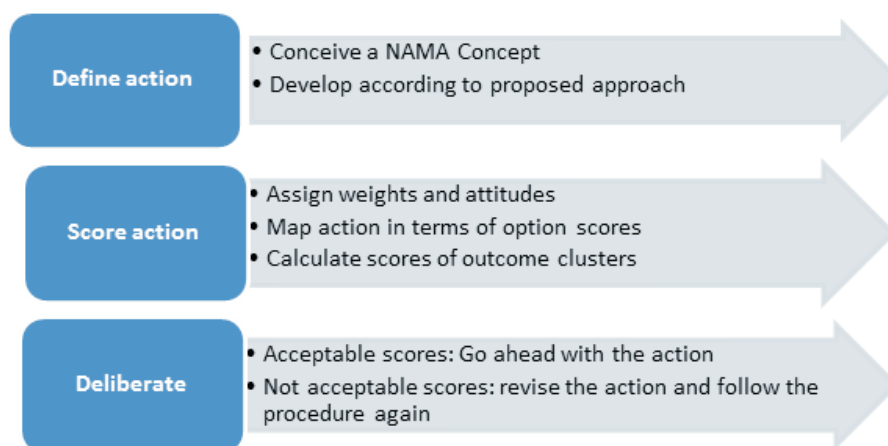 Define action
• Conceive a NAMA Concept
• Develop according to proposed approach
Score action
• Assign weights and attitudes
• Map action in terms of option scores
• Calculate scores of outcome clusters
Deliberate
• Acceptable scores: Go ahead with the action
• Not acceptable scores: revise the action and follow the
procedure again